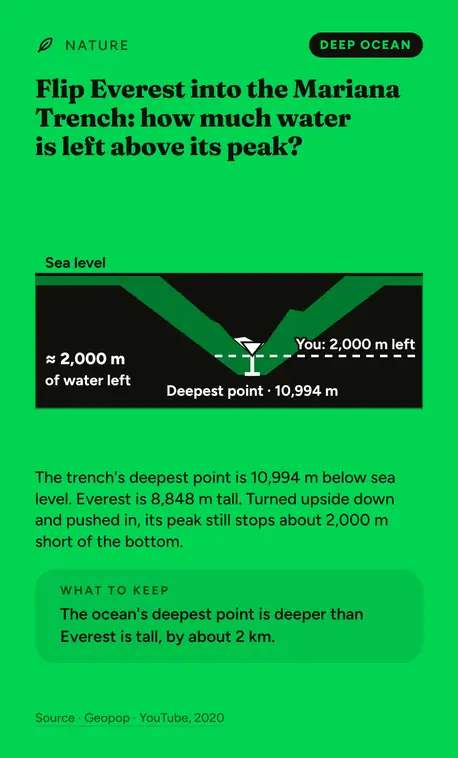 NATURE
DEEP OCEAN
Flip Everest into the Mariana
Trench: how much water
is left above its peak?
Sea level
You: 2,000 m left
≈ 2,000 m
of water left
Deepest point · 10,994 m
The trench's deepest point is 10,994 m below sea
level. Everest is 8,848 m tall. Turned upside down
and pushed in, its peak still stops about 2,000 m
short of the bottom.
WHAT TO KEEP
The ocean's deepest point is deeper than
Everest is tall, by about 2 km.
Source · Geopop · YouTube, 2020